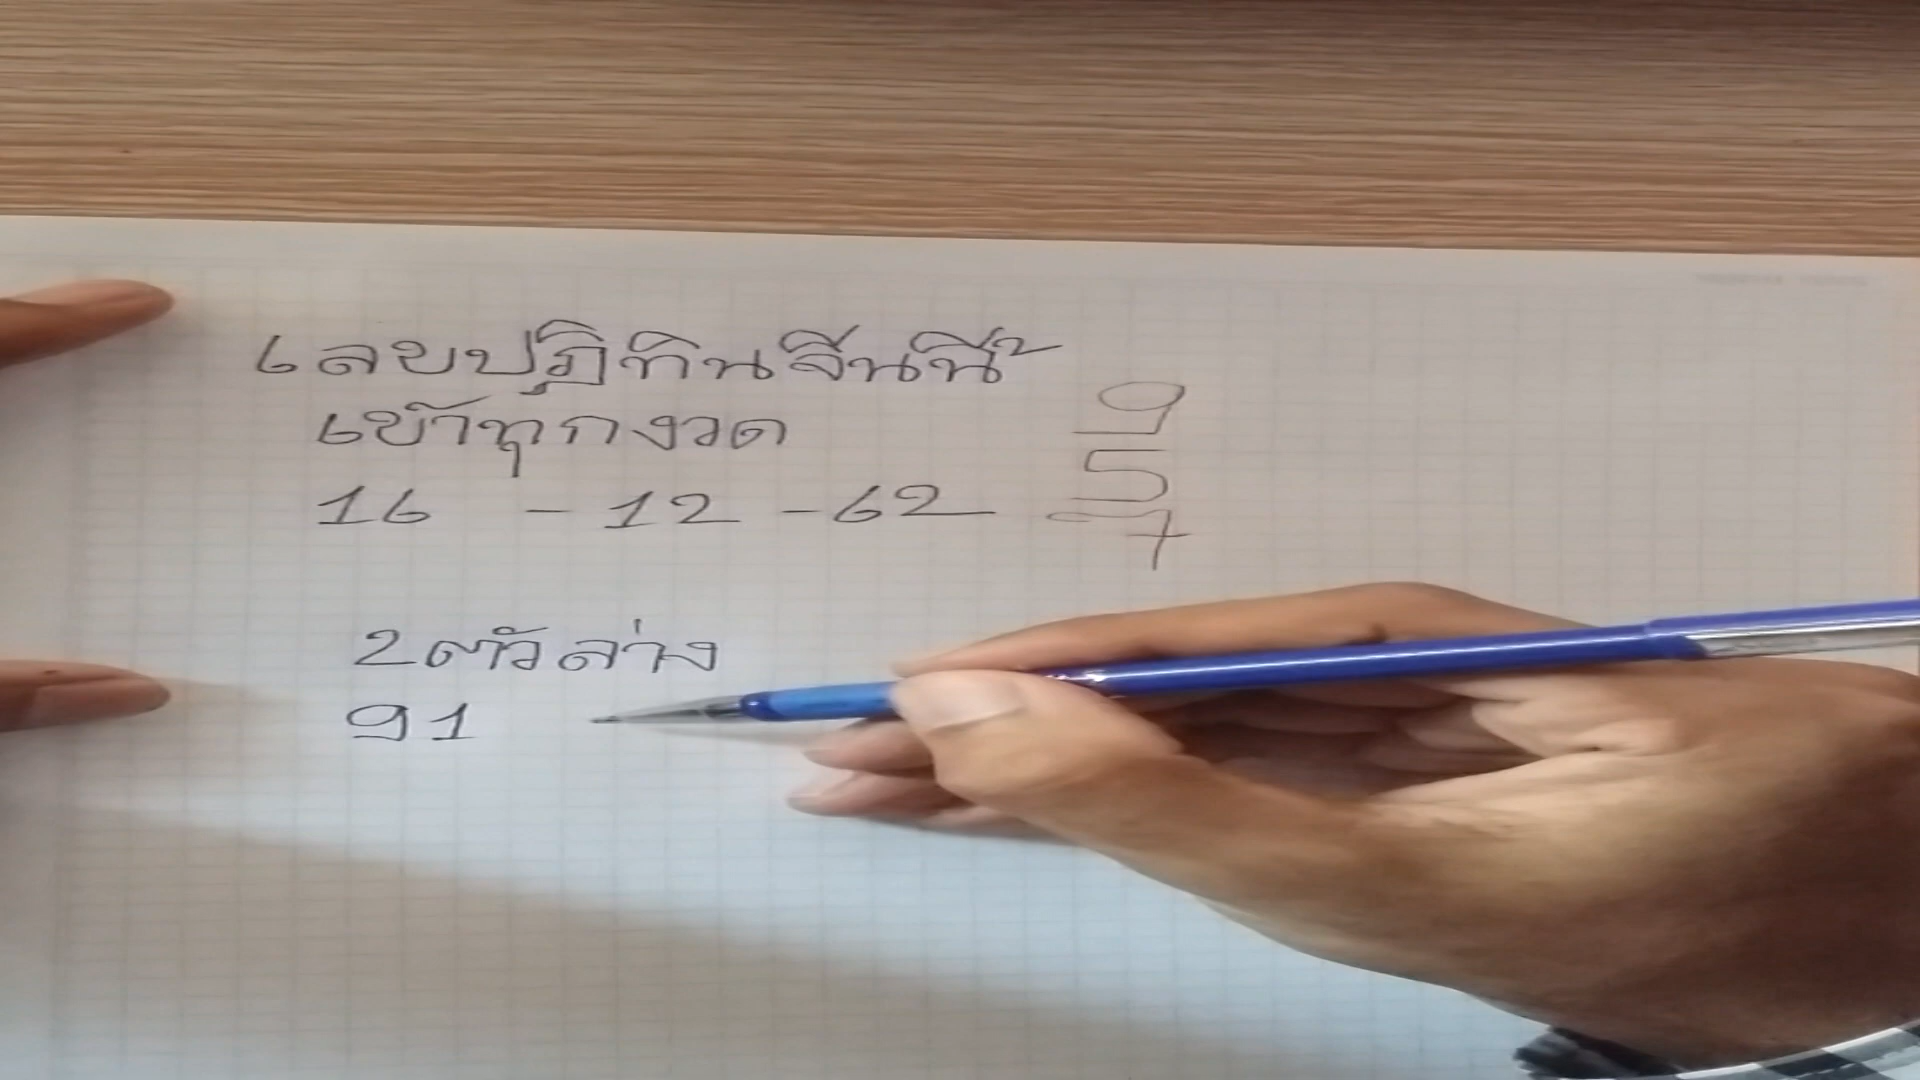 เลขปฏิทินจีนนี้
เข้าทุกงวด
16 - 12 - 62
957
2ตัวล่าง
91